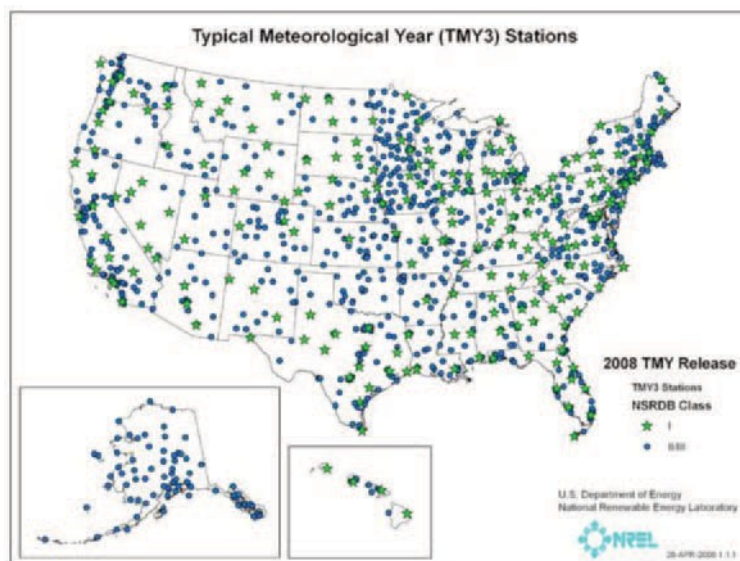 Typical Meteorological Year (TMY3) Stations
2008 TMY Release
TMY3 Stations
NSRDB Class
I
II/III
U.S. Department of Energy
National Renewable Energy Laboratory
NREL